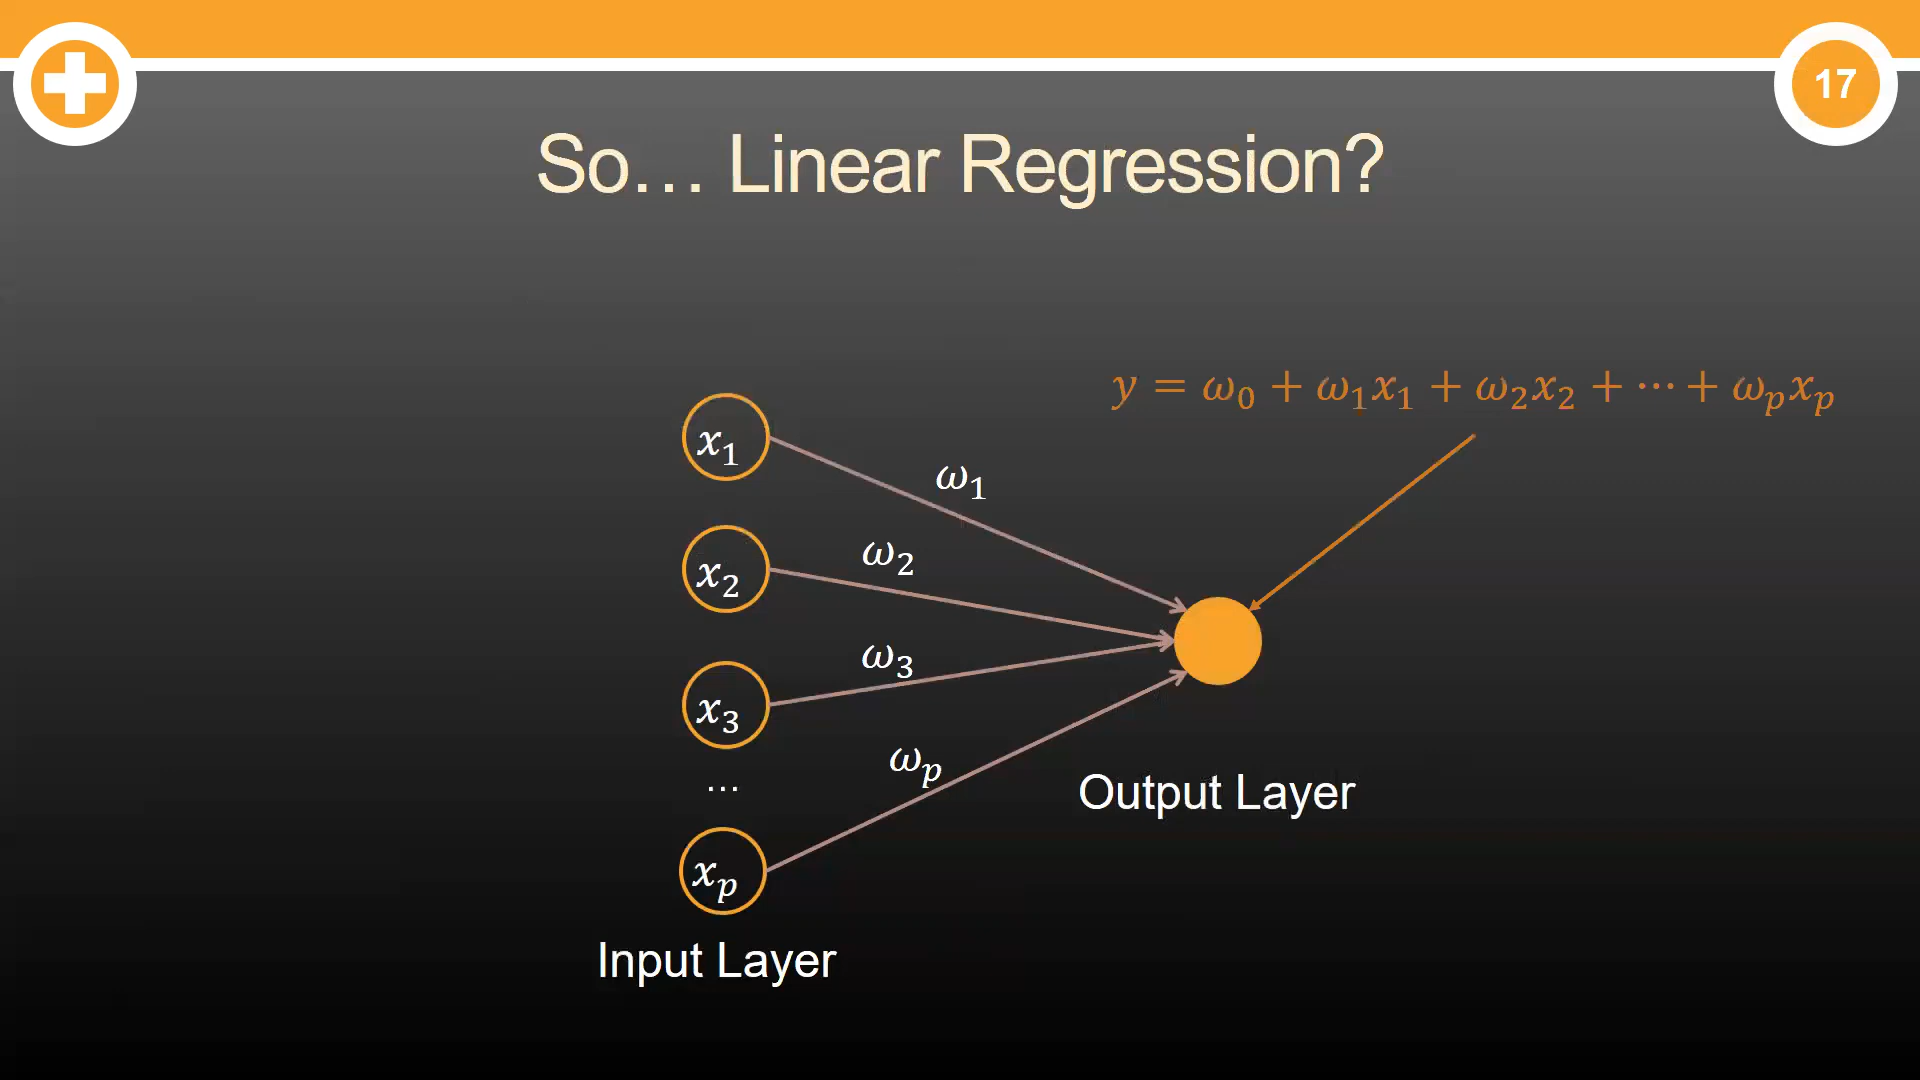 17
So… Linear Regression?
y = ω₀ + ω₁x₁ + ω₂x₂ + ⋯ + ωₚxₚ
x₁
ω₁
ω₂
x₂
ω₃
x₃
ωₚ
…
Output Layer
xₚ
Input Layer